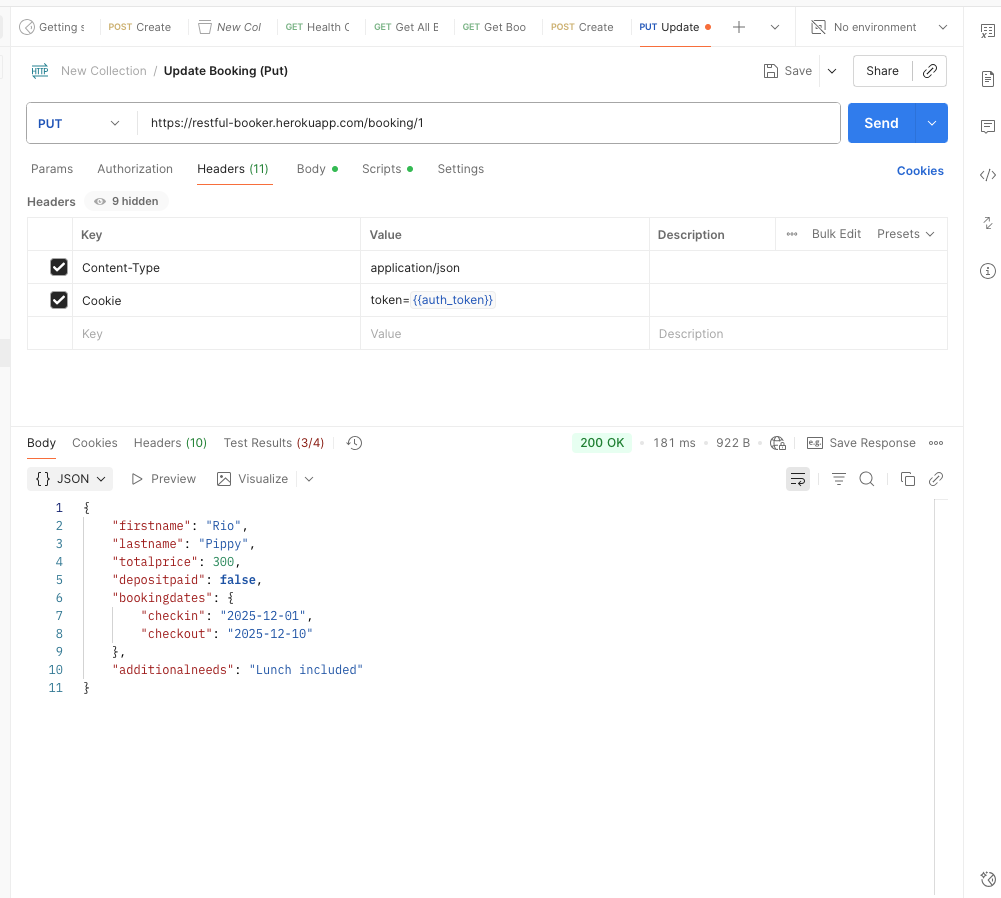 Getting s POST Create New Col GET Health C GET Get All B GET Get Boo POST Create PUT Update No environment
HTTP New Collection / Update Booking (Put) Save Share
PUT https://restful-booker.herokuapp.com/booking/1 Send
Params Authorization Headers (11) Body Scripts Settings Cookies
Headers 9 hidden
Key Value Description Bulk Edit Presets
Content-Type application/json
Cookie token={{auth_token}}
Key Value Description
Body Cookies Headers (10) Test Results (3/4) 200 OK 181 ms 922 B e.g. Save Response
{} JSON Preview Visualize
1 {
2 "firstname": "Rio",
3 "lastname": "Pippy",
4 "totalprice": 300,
5 "depositpaid": false,
6 "bookingdates": {
7 "checkin": "2025-12-01",
8 "checkout": "2025-12-10"
9 },
10 "additionalneeds": "Lunch included"
11 }